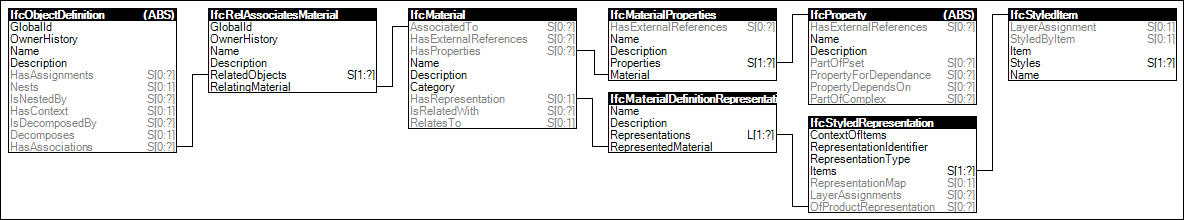 IfcObjectDefinition (ABS)
GlobalId
OwnerHistory
Name
Description
HasAssignments S[0:?]
Nests S[0:1]
IsNestedBy S[0:?]
HasContext S[0:1]
IsDecomposedBy S[0:?]
Decomposes S[0:1]
HasAssociations S[0:?]
IfcRelAssociatesMaterial
GlobalId
OwnerHistory
Name
Description
RelatedObjects S[1:?]
RelatingMaterial
IfcMaterial
AssociatedTo S[0:?]
HasExternalReferences S[0:?]
HasProperties S[0:?]
Name
Description
Category
HasRepresentation S[0:1]
IsRelatedWith S[0:?]
RelatesTo S[0:1]
IfcMaterialProperties
HasExternalReferences S[0:?]
Name
Description
Properties S[1:?]
Material
IfcMaterialDefinitionRepresentati
Name
Description
Representations L[1:?]
RepresentedMaterial
IfcProperty (ABS)
HasExternalReferences S[0:?]
Name
Description
PartOfPset S[0:?]
PropertyForDependance S[0:?]
PropertyDependsOn S[0:?]
PartOfComplex S[0:?]
IfcStyledRepresentation
ContextOfItems
RepresentationIdentifier
RepresentationType
Items S[1:?]
RepresentationMap S[0:1]
LayerAssignments S[0:?]
OfProductRepresentation S[0:?]
IfcStyledItem
LayerAssignment S[0:1]
StyledByItem S[0:1]
Item
Styles S[1:?]
Name